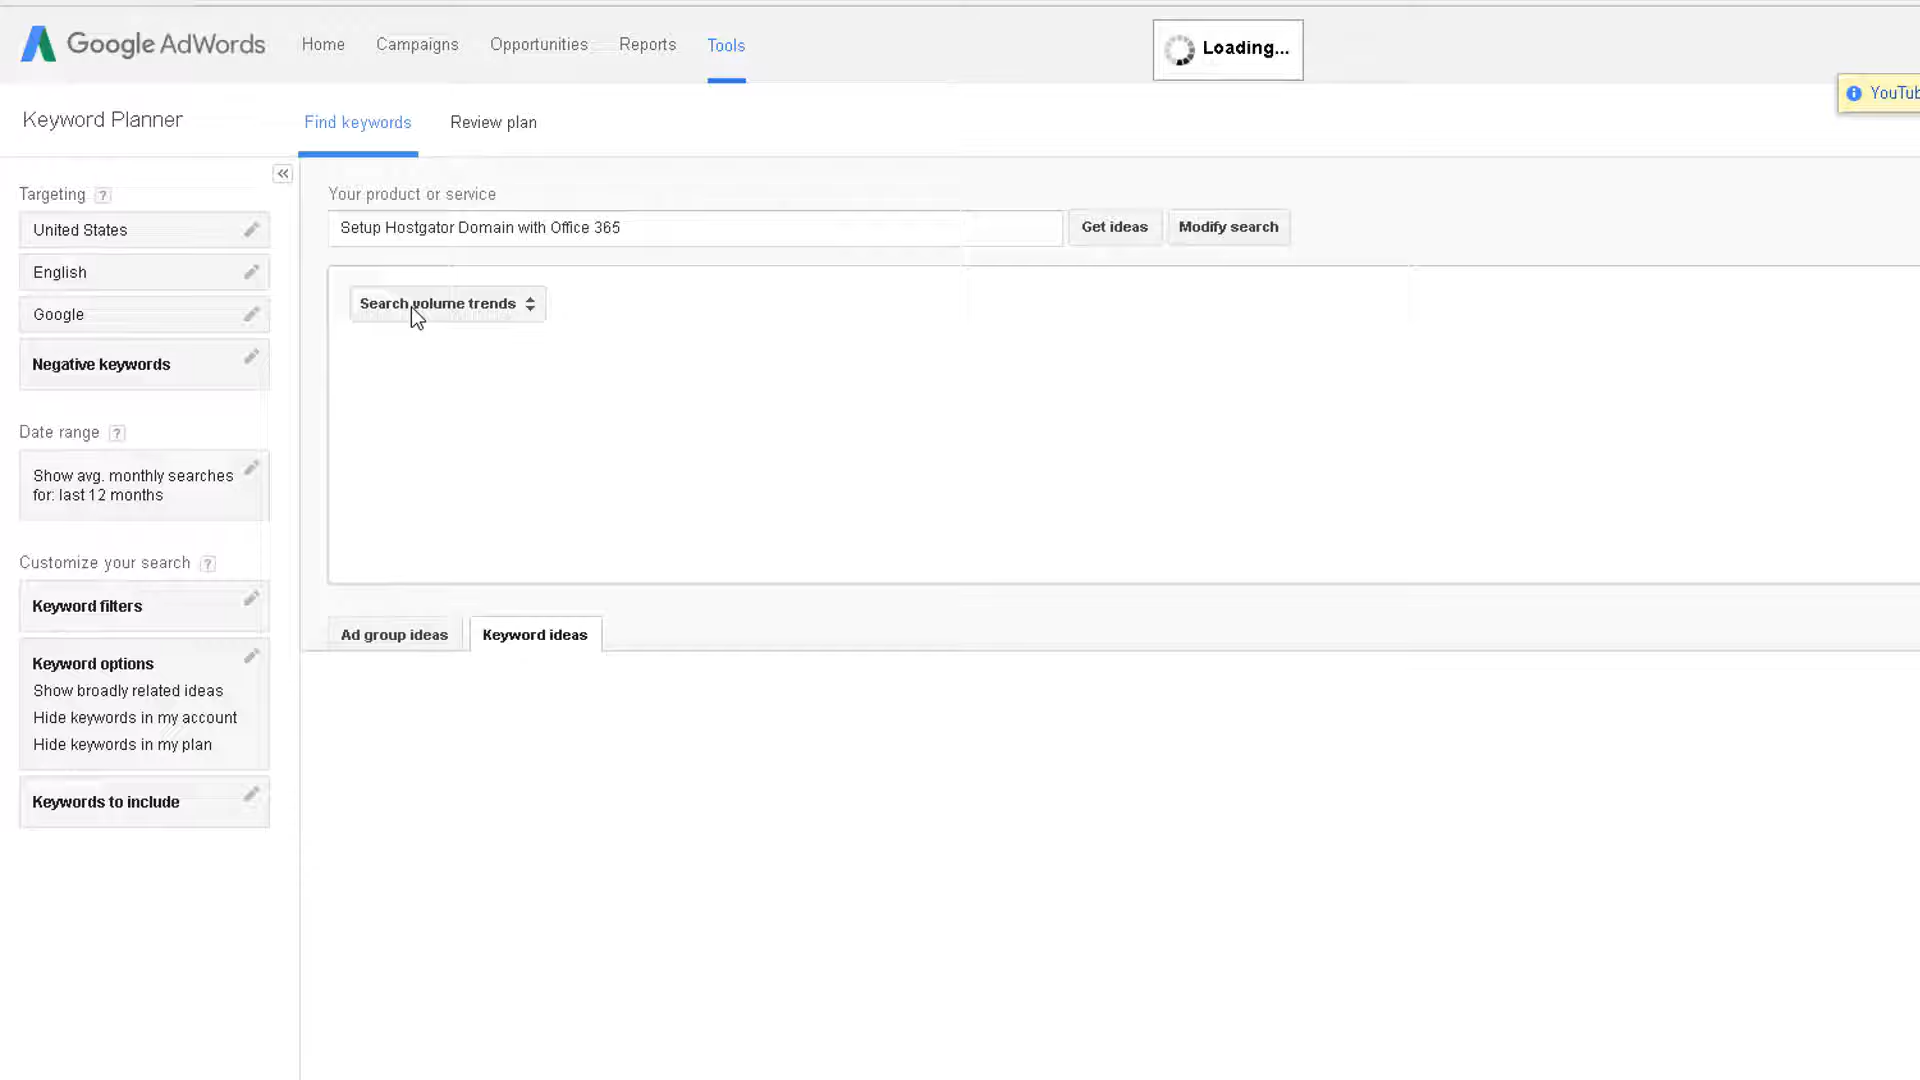 Google AdWords
Home
Campaigns
Opportunities
Reports
Tools
Loading...
Keyword Planner
Find keywords
Review plan
Targeting ?
United States
English
Google
Negative keywords
Date range ?
Show avg. monthly searches
for: last 12 months
Customize your search ?
Keyword filters
Keyword options
Show broadly related ideas
Hide keywords in my account
Hide keywords in my plan
Keywords to include
Your product or service
Setup Hostgator Domain with Office 365
Get ideas
Modify search
Search volume trends
Ad group ideas
Keyword ideas